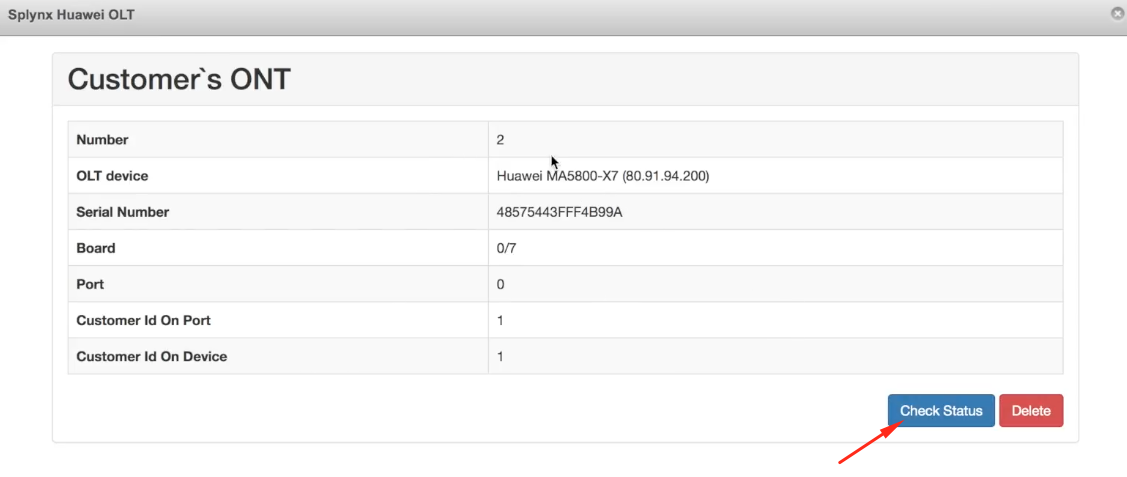 Splynx Huawei OLT
Customer`s ONT
Number 2
OLT device Huawei MA5800-X7 (80.91.94.200)
Serial Number 48575443FFF4B99A
Board 0/7
Port 0
Customer Id On Port 1
Customer Id On Device 1
Check Status Delete